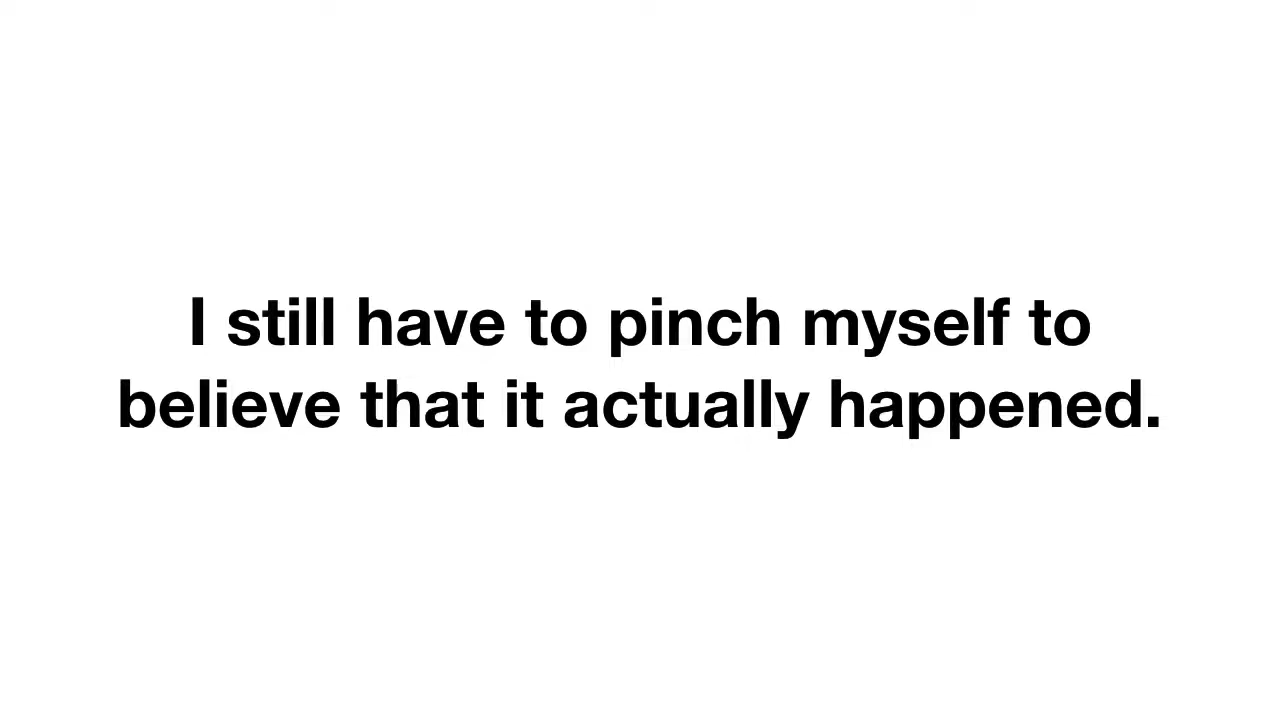 I still have to pinch myself to
believe that it actually happened.